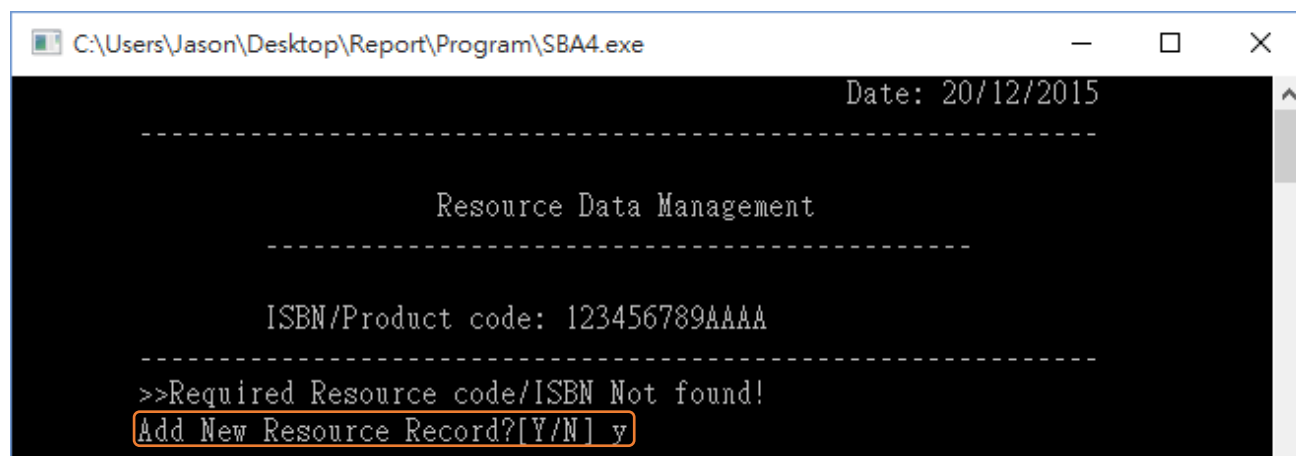 C:\Users\Jason\Desktop\Report\Program\SBA4.exe
Date: 20/12/2015
------------------------------------------------------------
Resource Data Management
---------------------------------------------
ISBN/Product code: 123456789AAAA
------------------------------------------------------------
>>Required Resource code/ISBN Not found!
Add New Resource Record?[Y/N] y